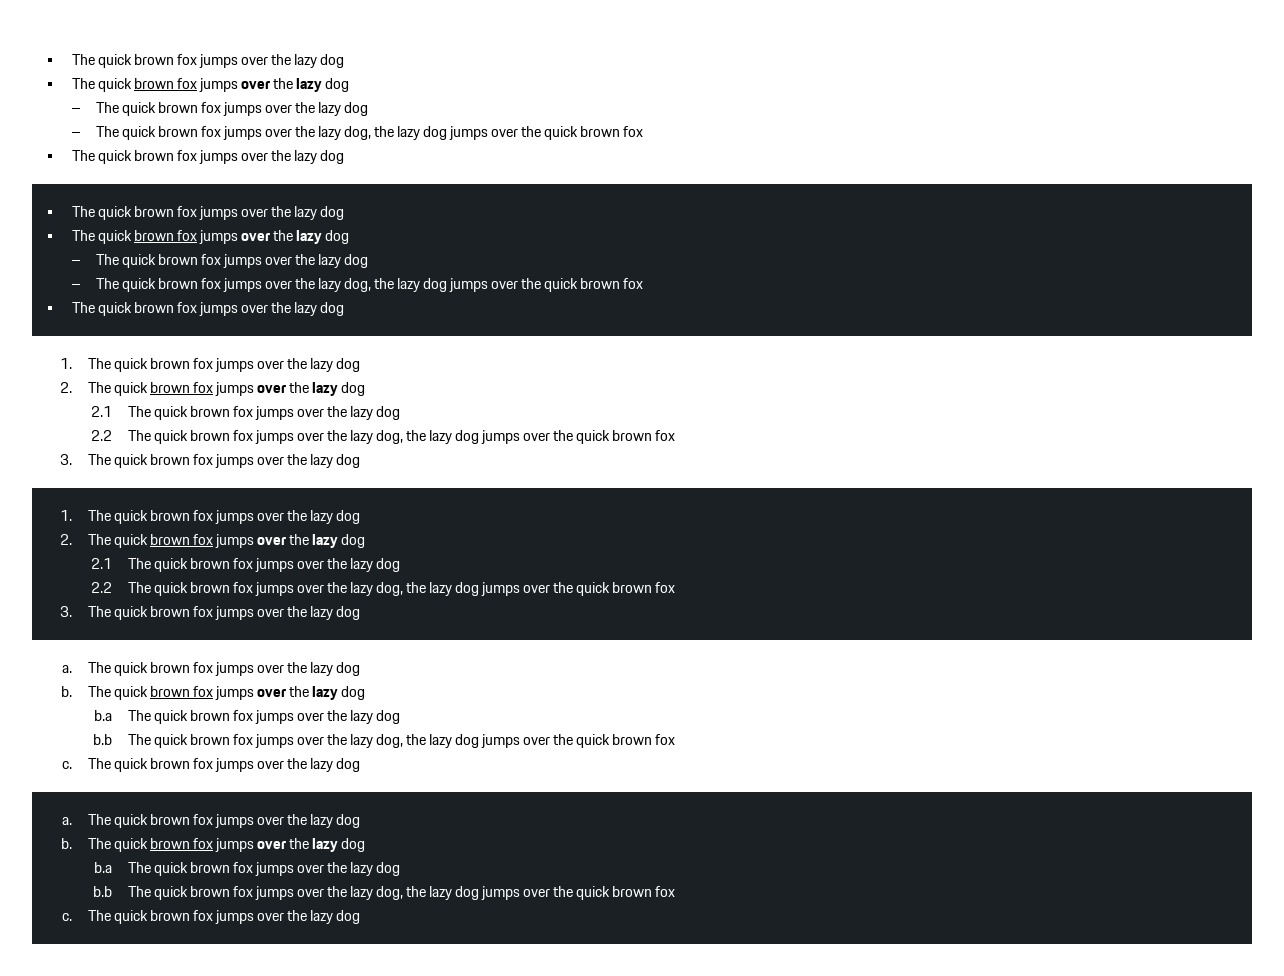 ▪ The quick brown fox jumps over the lazy dog
▪ The quick brown fox jumps over the lazy dog
– The quick brown fox jumps over the lazy dog
– The quick brown fox jumps over the lazy dog, the lazy dog jumps over the quick brown fox
▪ The quick brown fox jumps over the lazy dog
▪ The quick brown fox jumps over the lazy dog
▪ The quick brown fox jumps over the lazy dog
– The quick brown fox jumps over the lazy dog
– The quick brown fox jumps over the lazy dog, the lazy dog jumps over the quick brown fox
▪ The quick brown fox jumps over the lazy dog
1. The quick brown fox jumps over the lazy dog
2. The quick brown fox jumps over the lazy dog
2.1 The quick brown fox jumps over the lazy dog
2.2 The quick brown fox jumps over the lazy dog, the lazy dog jumps over the quick brown fox
3. The quick brown fox jumps over the lazy dog
1. The quick brown fox jumps over the lazy dog
2. The quick brown fox jumps over the lazy dog
2.1 The quick brown fox jumps over the lazy dog
2.2 The quick brown fox jumps over the lazy dog, the lazy dog jumps over the quick brown fox
3. The quick brown fox jumps over the lazy dog
a. The quick brown fox jumps over the lazy dog
b. The quick brown fox jumps over the lazy dog
b.a The quick brown fox jumps over the lazy dog
b.b The quick brown fox jumps over the lazy dog, the lazy dog jumps over the quick brown fox
c. The quick brown fox jumps over the lazy dog
a. The quick brown fox jumps over the lazy dog
b. The quick brown fox jumps over the lazy dog
b.a The quick brown fox jumps over the lazy dog
b.b The quick brown fox jumps over the lazy dog, the lazy dog jumps over the quick brown fox
c. The quick brown fox jumps over the lazy dog